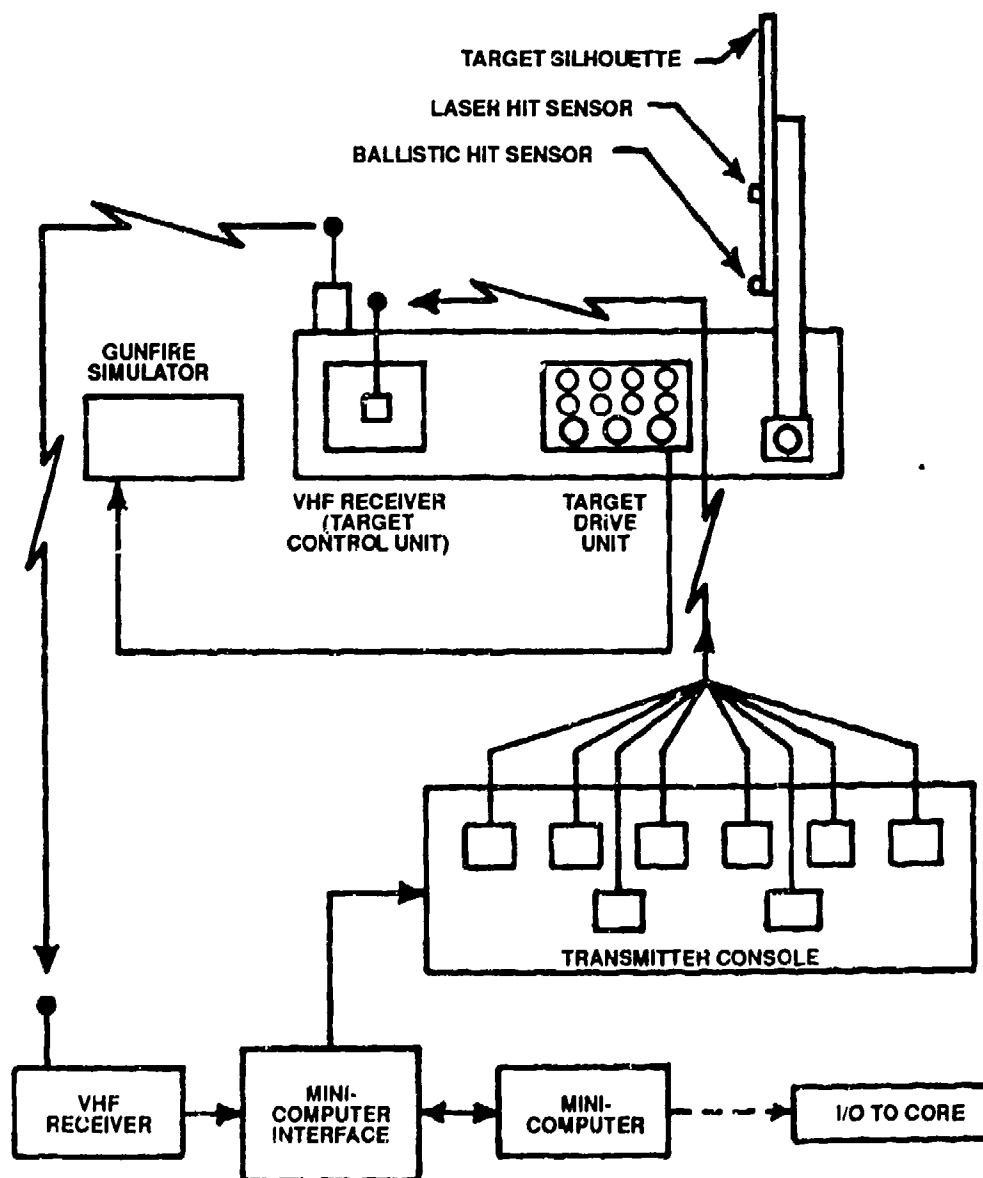 TARGET SILHOUETTE
LASER HIT SENSOR
BALLISTIC HIT SENSOR
GUNFIRE
SIMULATOR
VHF RECEIVER
(TARGET
CONTROL UNIT)
TARGET
DRIVE
UNIT
TRANSMITTER CONSOLE
VHF
RECEIVER
MINI-
COMPUTER
INTERFACE
MINI-
COMPUTER
I/O TO CORE